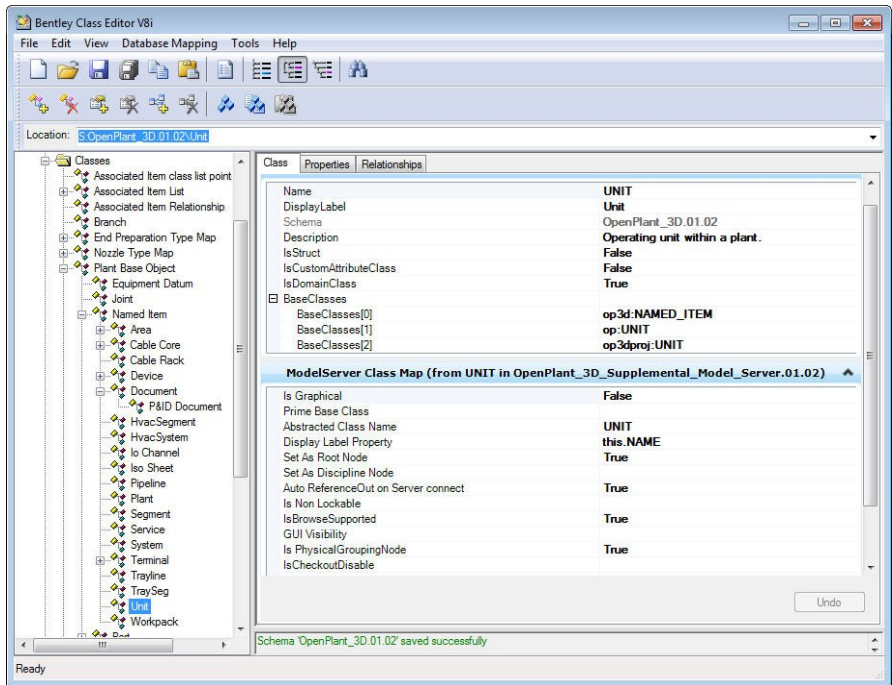 Bentley Class Editor V8i
File Edit View Database Mapping Tools Help
Location: S:OpenPlant_3D.01.02\Unit
Classes
Associated Item class list point
Associated Item List
Associated Item Relationship
Branch
End Preparation Type Map
Nozzle Type Map
Plant Base Object
Equipment Datum
Joint
Named Item
Area
Cable Core
Cable Rack
Device
Document
P&ID Document
HvacSegment
HvacSystem
Io Channel
Iso Sheet
Pipeline
Plant
Segment
Service
System
Terminal
Trayline
TraySeg
Unit
Workpack
Port
Class Properties Relationships
Name UNIT
DisplayLabel Unit
Schema OpenPlant_3D.01.02
Description Operating unit within a plant.
IsStruct False
IsCustomAttributeClass False
IsDomainClass True
BaseClasses
BaseClasses[0] op3d:NAMED_ITEM
BaseClasses[1] op:UNIT
BaseClasses[2] op3dproj:UNIT
ModelServer Class Map (from UNIT in OpenPlant_3D_Supplemental_Model_Server.01.02)
Is Graphical False
Prime Base Class
Abstracted Class Name UNIT
Display Label Property this.NAME
Set As Root Node True
Set As Discipline Node
Auto ReferenceOut on Server connect True
Is Non Lockable
IsBrowseSupported True
GUI Visibility
Is PhysicalGroupingNode True
IsCheckoutDisable
Undo
Schema 'OpenPlant_3D.01.02' saved successfully
Ready